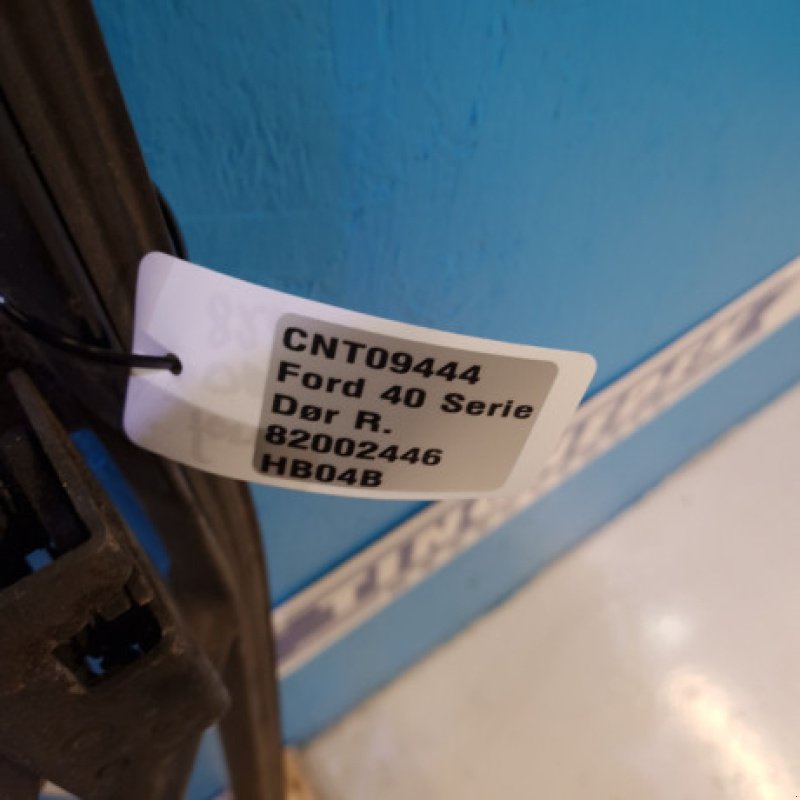 CNT09444
Ford 40 Serie
Dør R.
82002446
HB04B